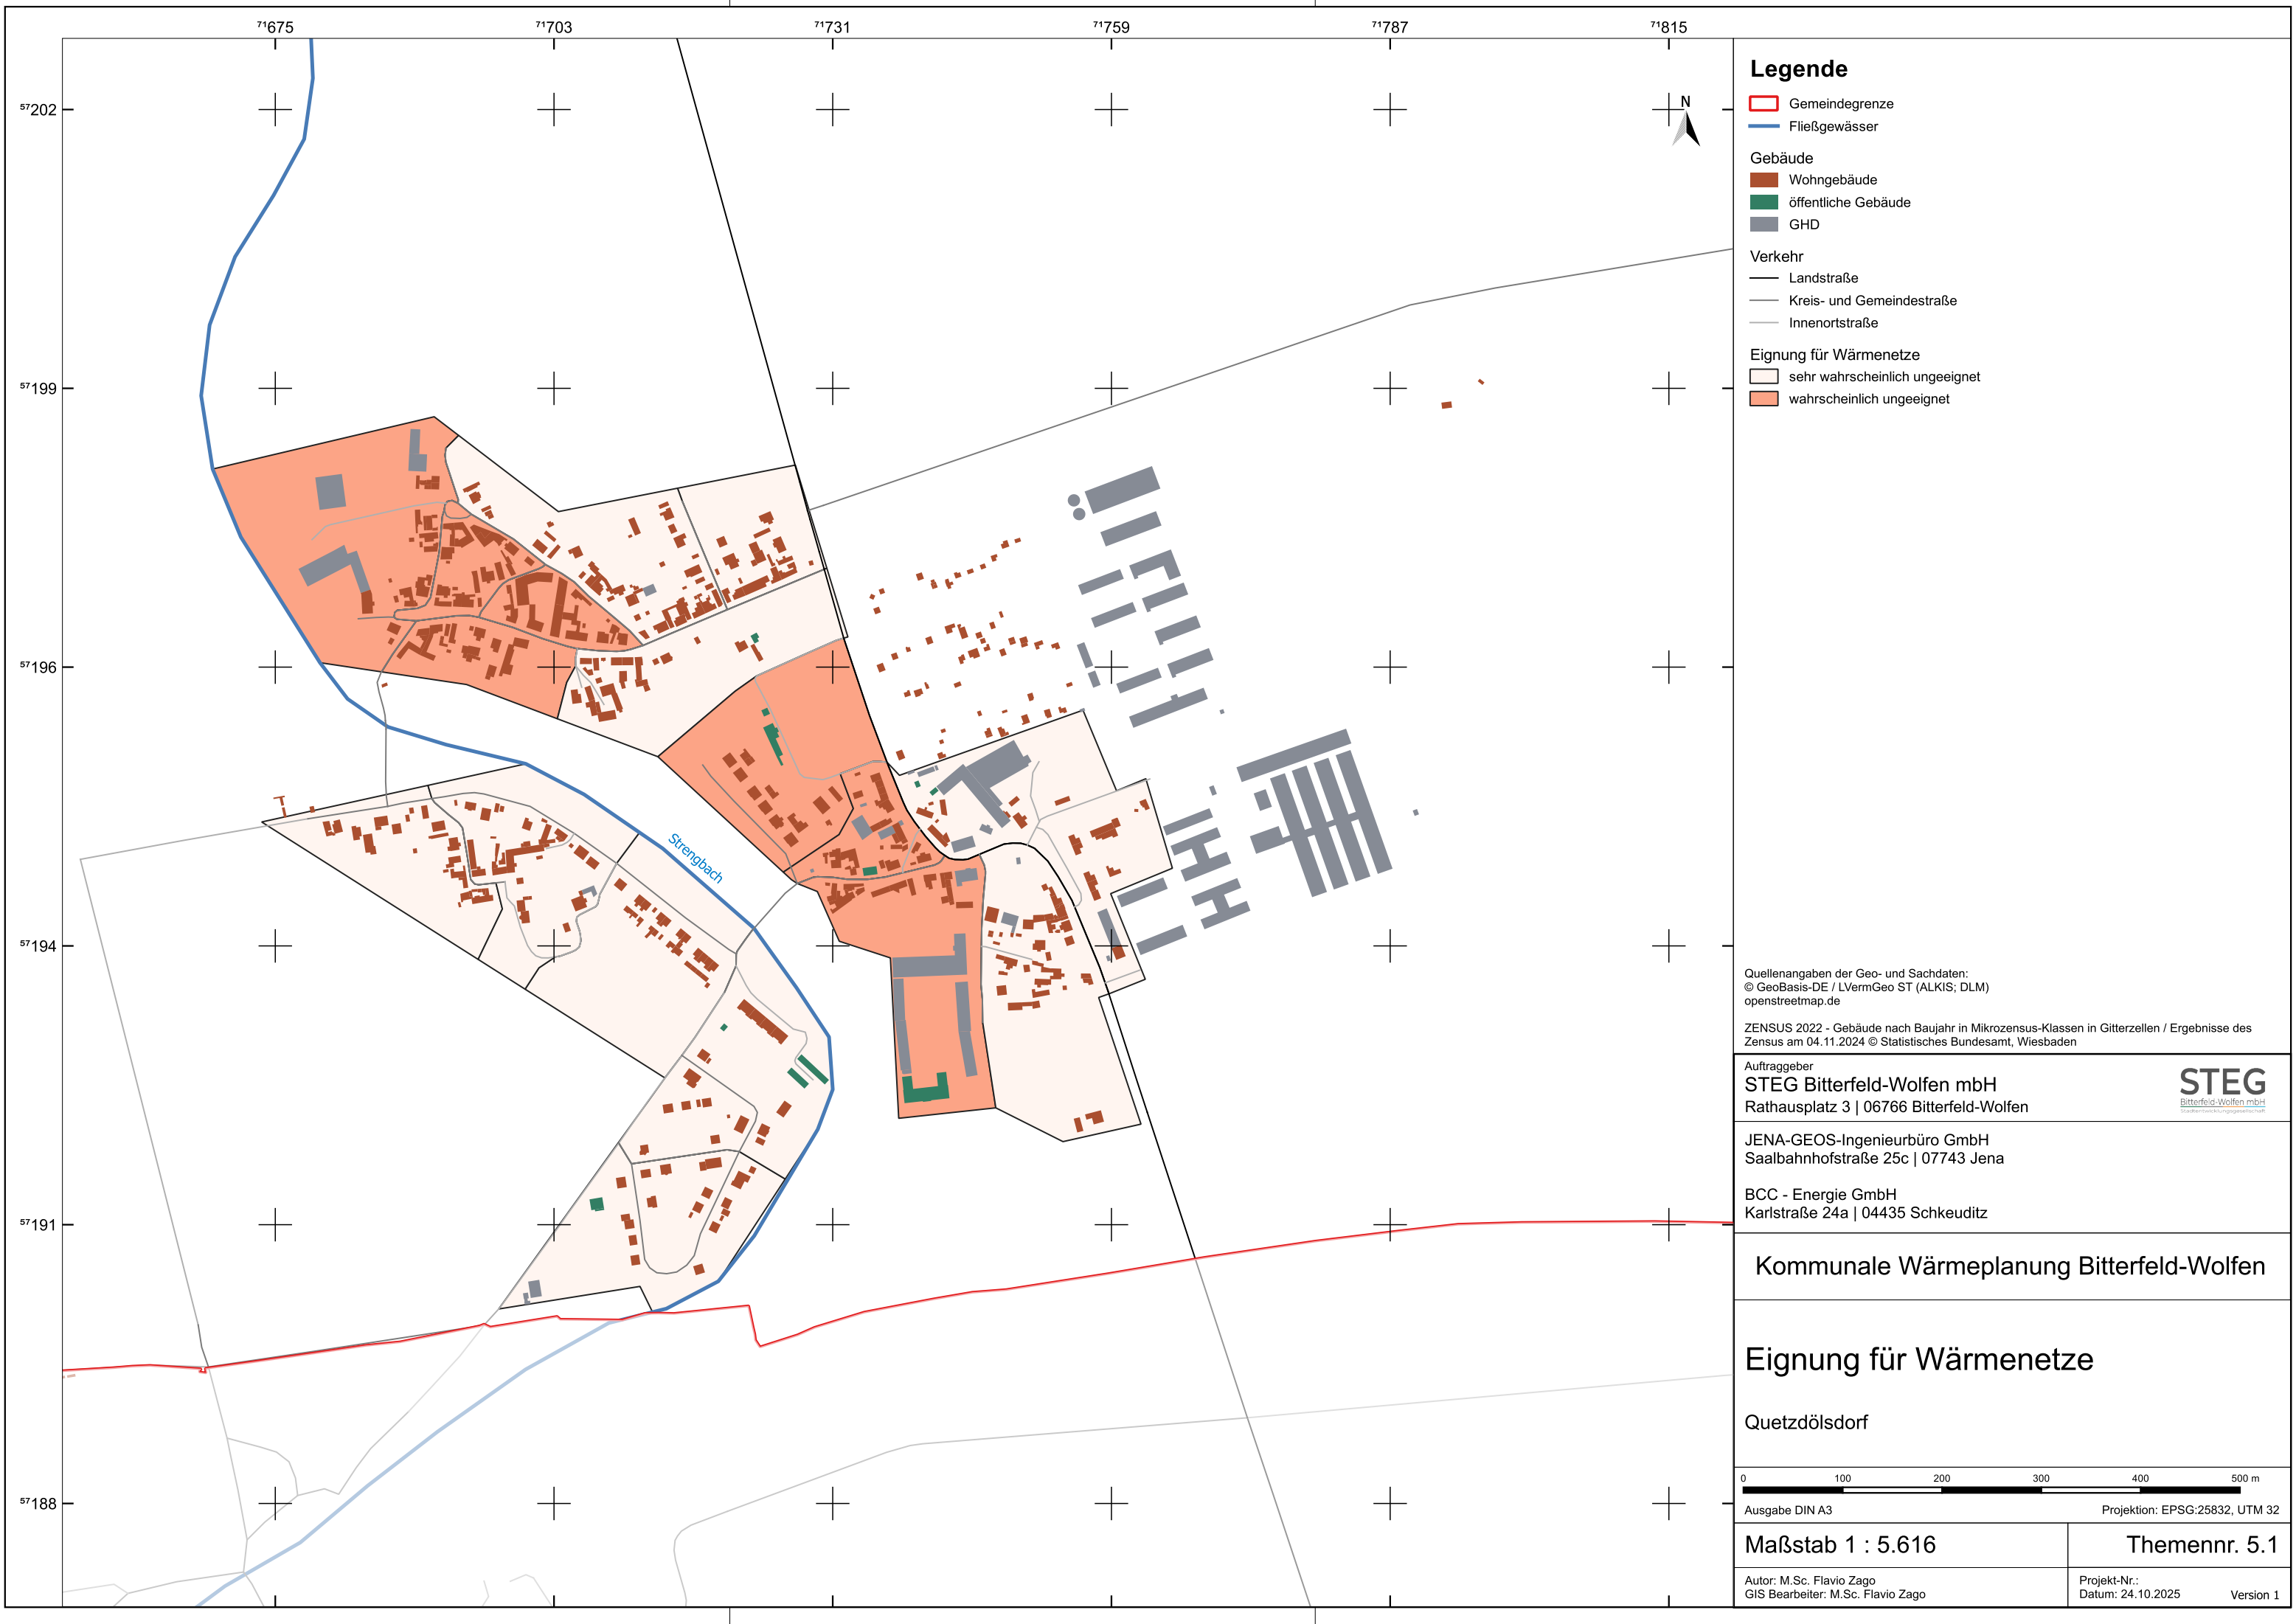 71675 71703 71731 71759 71787 71815
57202
57199
57196
57194
57191
57188
N
Strengbach
Legende
Gemeindegrenze
Fließgewässer
Gebäude
Wohngebäude
öffentliche Gebäude
GHD
Verkehr
Landstraße
Kreis- und Gemeindestraße
Innenortstraße
Eignung für Wärmenetze
sehr wahrscheinlich ungeeignet
wahrscheinlich ungeeignet
Quellenangaben der Geo- und Sachdaten:
© GeoBasis-DE / LVermGeo ST (ALKIS; DLM)
openstreetmap.de
ZENSUS 2022 - Gebäude nach Baujahr in Mikrozensus-Klassen in Gitterzellen / Ergebnisse des
Zensus am 04.11.2024 © Statistisches Bundesamt, Wiesbaden
Auftraggeber
STEG Bitterfeld-Wolfen mbH
Rathausplatz 3 | 06766 Bitterfeld-Wolfen
STEG
Bitterfeld-Wolfen mbH
Stadtentwicklungsgesellschaft
JENA-GEOS-Ingenieurbüro GmbH
Saalbahnhofstraße 25c | 07743 Jena
BCC - Energie GmbH
Karlstraße 24a | 04435 Schkeuditz
Kommunale Wärmeplanung Bitterfeld-Wolfen
Eignung für Wärmenetze
Quetzdölsdorf
0 100 200 300 400 500 m
Ausgabe DIN A3 Projektion: EPSG:25832, UTM 32
Maßstab 1 : 5.616 Themennr. 5.1
Autor: M.Sc. Flavio Zago
GIS Bearbeiter: M.Sc. Flavio Zago
Projekt-Nr.:
Datum: 24.10.2025 Version 1